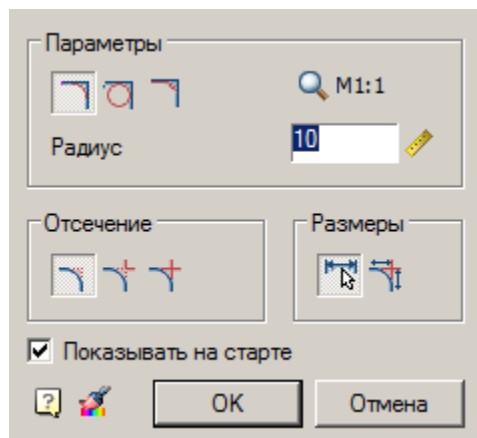 Параметры
M1:1
Радиус
10
Отсечение
Размеры
Показывать на старте
?
OK
Отмена